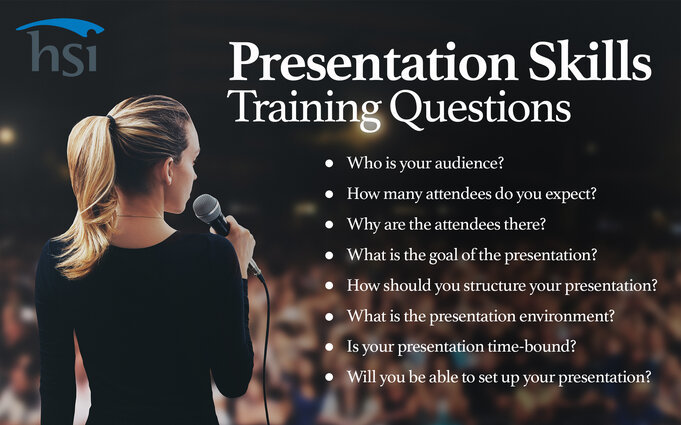 hsi
Presentation Skills
Training Questions
• Who is your audience?
• How many attendees do you expect?
• Why are the attendees there?
• What is the goal of the presentation?
• How should you structure your presentation?
• What is the presentation environment?
• Is your presentation time-bound?
• Will you be able to set up your presentation?